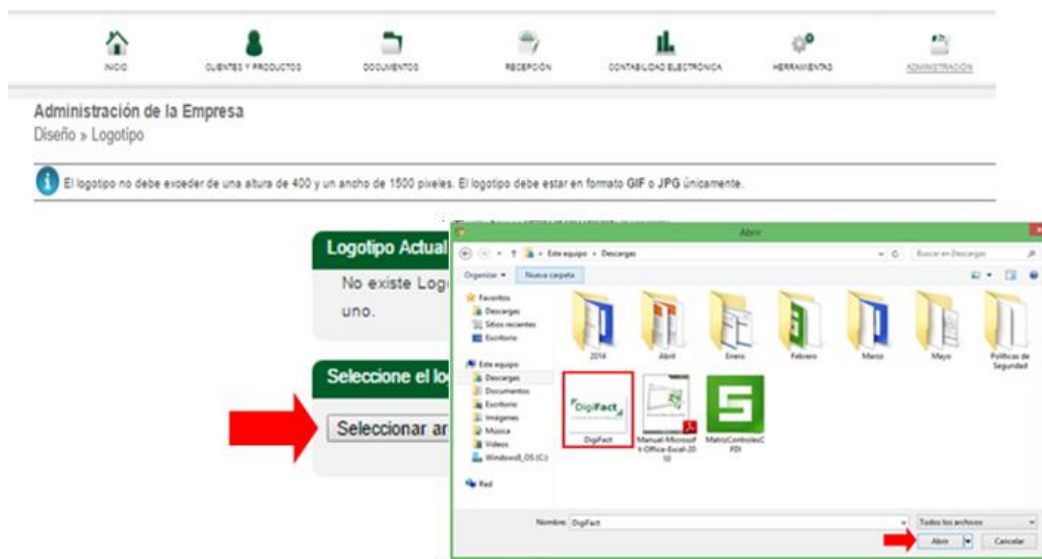 INICIO
CLIENTES Y PRODUCTOS
DOCUMENTOS
RECEPCIÓN
CONTABILIDAD ELECTRÓNICA
HERRAMIENTAS
ADMINISTRACIÓN
Administración de la Empresa
Diseño » Logotipo
El logotipo no debe exceder de una altura de 400 y un ancho de 1500 pixeles. El logotipo debe estar en formato GIF o JPG únicamente.
Logotipo Actual
No existe Log
uno.
Seleccione el lo
Seleccionar ar
Abrir
Este equipo ▸ Descargas
Buscar en Descargas
Organizar
Nueva carpeta
Favoritos
Descargas
Sitios recientes
Escritorio
Este equipo
Descargas
Documentos
Escritorio
Imágenes
Música
Videos
Windows8_OS (C:)
Red
2014
Abril
Enero
Febrero
Marzo
Mayo
Políticas de
Seguridad
DigiFact
DigiFact
Manual-Microsof
t-Office-Excel-20
10
MatrizControlesC
FDI
Nombre: DigiFact
Todos los archivos
Abrir
Cancelar